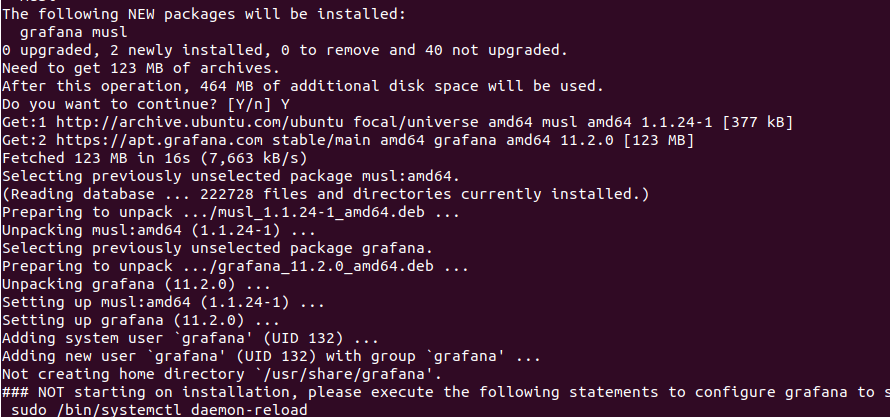 The following NEW packages will be installed:
  grafana musl
0 upgraded, 2 newly installed, 0 to remove and 40 not upgraded.
Need to get 123 MB of archives.
After this operation, 464 MB of additional disk space will be used.
Do you want to continue? [Y/n] Y
Get:1 http://archive.ubuntu.com/ubuntu focal/universe amd64 musl amd64 1.1.24-1 [377 kB]
Get:2 https://apt.grafana.com stable/main amd64 grafana amd64 11.2.0 [123 MB]
Fetched 123 MB in 16s (7,663 kB/s)
Selecting previously unselected package musl:amd64.
(Reading database ... 222728 files and directories currently installed.)
Preparing to unpack .../musl_1.1.24-1_amd64.deb ...
Unpacking musl:amd64 (1.1.24-1) ...
Selecting previously unselected package grafana.
Preparing to unpack .../grafana_11.2.0_amd64.deb ...
Unpacking grafana (11.2.0) ...
Setting up musl:amd64 (1.1.24-1) ...
Setting up grafana (11.2.0) ...
Adding system user `grafana' (UID 132) ...
Adding new user `grafana' (UID 132) with group `grafana' ...
Not creating home directory `/usr/share/grafana'.
### NOT starting on installation, please execute the following statements to configure grafana to
 sudo /bin/systemctl daemon-reload